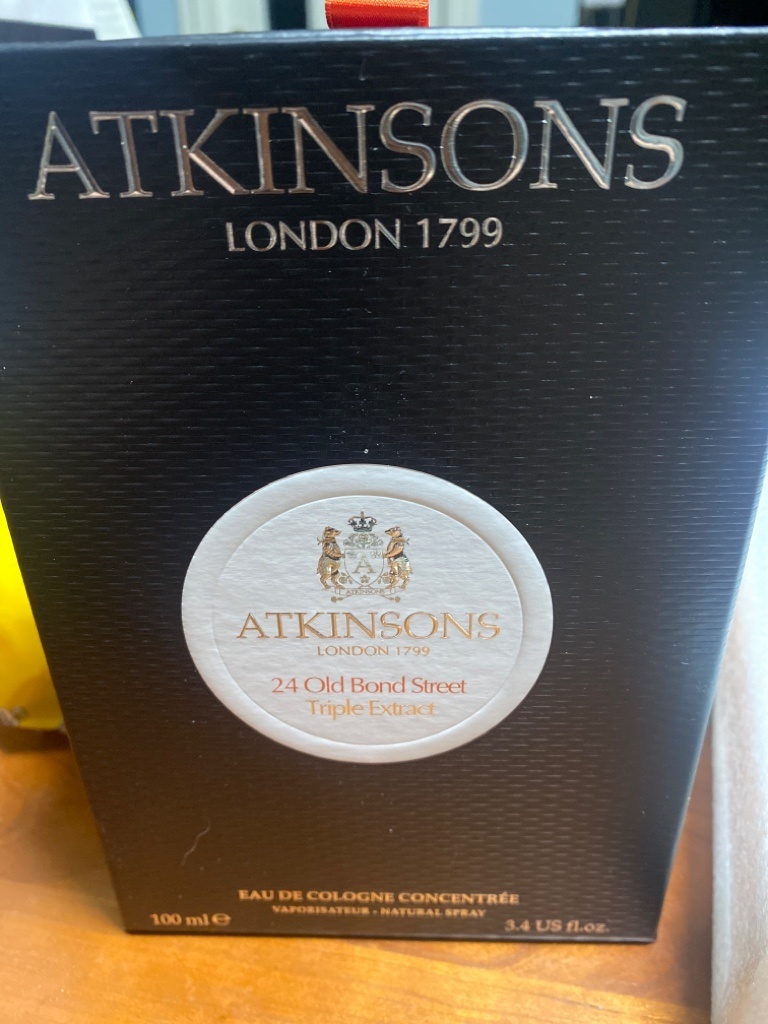 ATKINSONS
LONDON 1799
A
ATKINSONS
ATKINSONS
LONDON 1799
24 Old Bond Street
Triple Extract
EAU DE COLOGNE CONCENTRÉE
VAPORISATEUR - NATURAL SPRAY
100 ml ℮
3.4 US fl.oz.